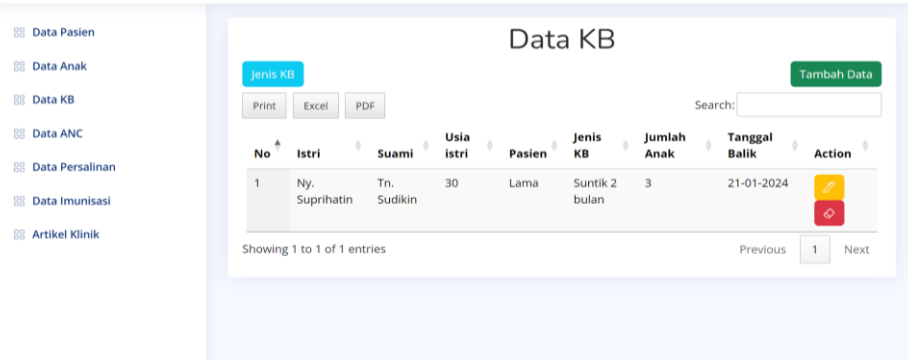 Data Pasien
Data Anak
Data KB
Data ANC
Data Persalinan
Data Imunisasi
Artikel Klinik
Data KB
Jenis KB
Tambah Data
Print Excel PDF
Search:
No Istri Suami Usia istri Pasien Jenis KB Jumlah Anak Tanggal Balik Action
1 Ny. Suprihatin Tn. Sudikin 30 Lama Suntik 2 bulan 3 21-01-2024
Showing 1 to 1 of 1 entries
Previous 1 Next